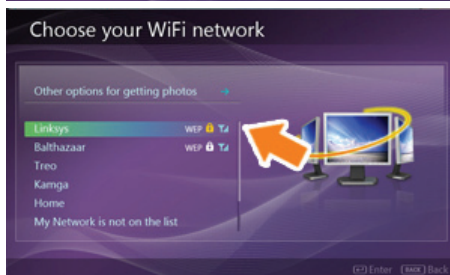 Choose your WiFi network
Other options for getting photos
Linksys WEP
Balthazaar WEP
Treo
Kamga
Home
My Network is not on the list
Enter BACK Back